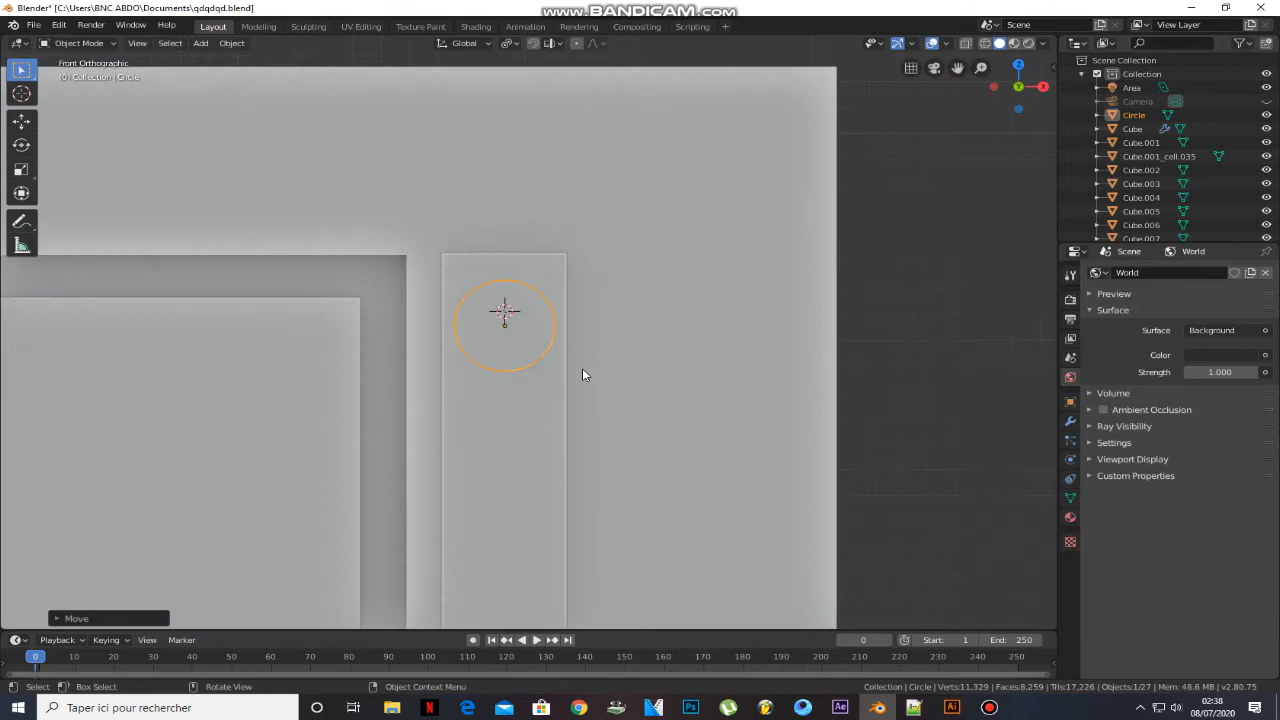 Blender* [C:\Users\BNC ABDO\Documents\qdqdqd.blend]
www.BANDICAM.com
File Edit Render Window Help
Layout Modeling Sculpting UV Editing Texture Paint Shading Animation Rendering Compositing Scripting +
Scene
View Layer
Object Mode View Select Add Object
Global
Front Orthographic
(0) Collection | Circle
Z
Y
X
Scene Collection
Collection
Area
Camera
Circle
Cube
Cube.001
Cube.001_cell.035
Cube.002
Cube.003
Cube.004
Cube.005
Cube.006
Cube.007
Scene World
World
Preview
Surface
Surface Background
Color
Strength 1.000
Volume
Ambient Occlusion
Ray Visibility
Settings
Viewport Display
Custom Properties
Move
Playback Keying View Marker
0 Start: 1 End: 250
0 10 20 30 40 50 60 70 80 90 100 110 120 130 140 150 160 170 180 190 200 210 220 230 240 250
Select Box Select Rotate View Object Context Menu
Collection | Circle | Verts:11,329 | Faces:8,259 | Tris:17,226 | Objects:1/27 | Mem: 48.6 MB | v2.80.75
Taper ici pour rechercher
N
Ps
Ae
Ai
02:38
08/07/2020